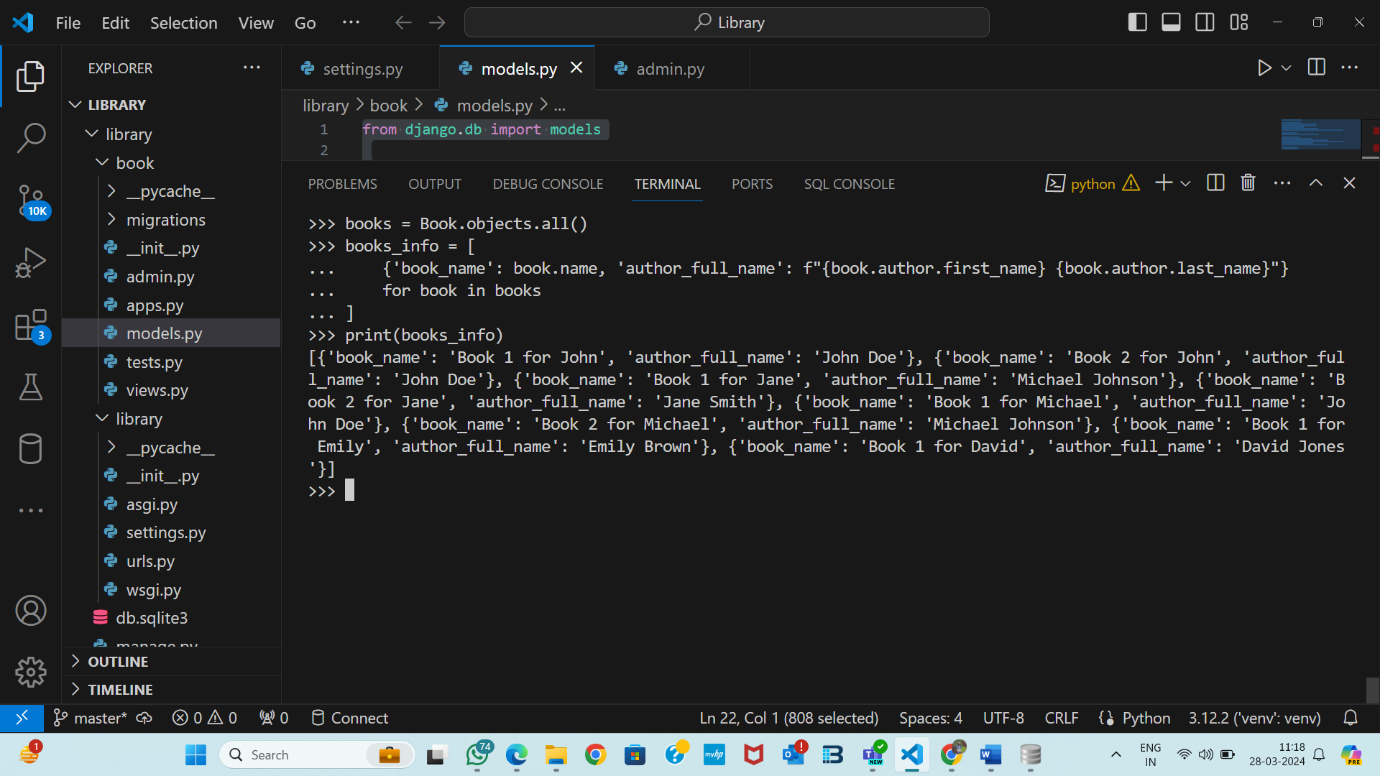 File Edit Selection View Go ... Library
EXPLORER ...
settings.py models.py admin.py
LIBRARY
library
book
__pycache__
migrations
__init__.py
admin.py
apps.py
models.py
tests.py
views.py
library
__pycache__
__init__.py
asgi.py
settings.py
urls.py
wsgi.py
db.sqlite3
manage.py
OUTLINE
TIMELINE
10K
3
library > book > models.py > ...
1 from django.db import models
2
PROBLEMS OUTPUT DEBUG CONSOLE TERMINAL PORTS SQL CONSOLE python
>>> books = Book.objects.all()
>>> books_info = [
... {'book_name': book.name, 'author_full_name': f"{book.author.first_name} {book.author.last_name}"}
... for book in books
... ]
>>> print(books_info)
[{'book_name': 'Book 1 for John', 'author_full_name': 'John Doe'}, {'book_name': 'Book 2 for John', 'author_ful
l_name': 'John Doe'}, {'book_name': 'Book 1 for Jane', 'author_full_name': 'Michael Johnson'}, {'book_name': 'B
ook 2 for Jane', 'author_full_name': 'Jane Smith'}, {'book_name': 'Book 1 for Michael', 'author_full_name': 'Jo
hn Doe'}, {'book_name': 'Book 2 for Michael', 'author_full_name': 'Michael Johnson'}, {'book_name': 'Book 1 for
 Emily', 'author_full_name': 'Emily Brown'}, {'book_name': 'Book 1 for David', 'author_full_name': 'David Jones
'}]
>>>
master* 0 0 0 Connect Ln 22, Col 1 (808 selected) Spaces: 4 UTF-8 CRLF Python 3.12.2 ('venv': venv)
1 Search 74 myhp NEW ENG 11:18 PRE
IN 28-03-2024